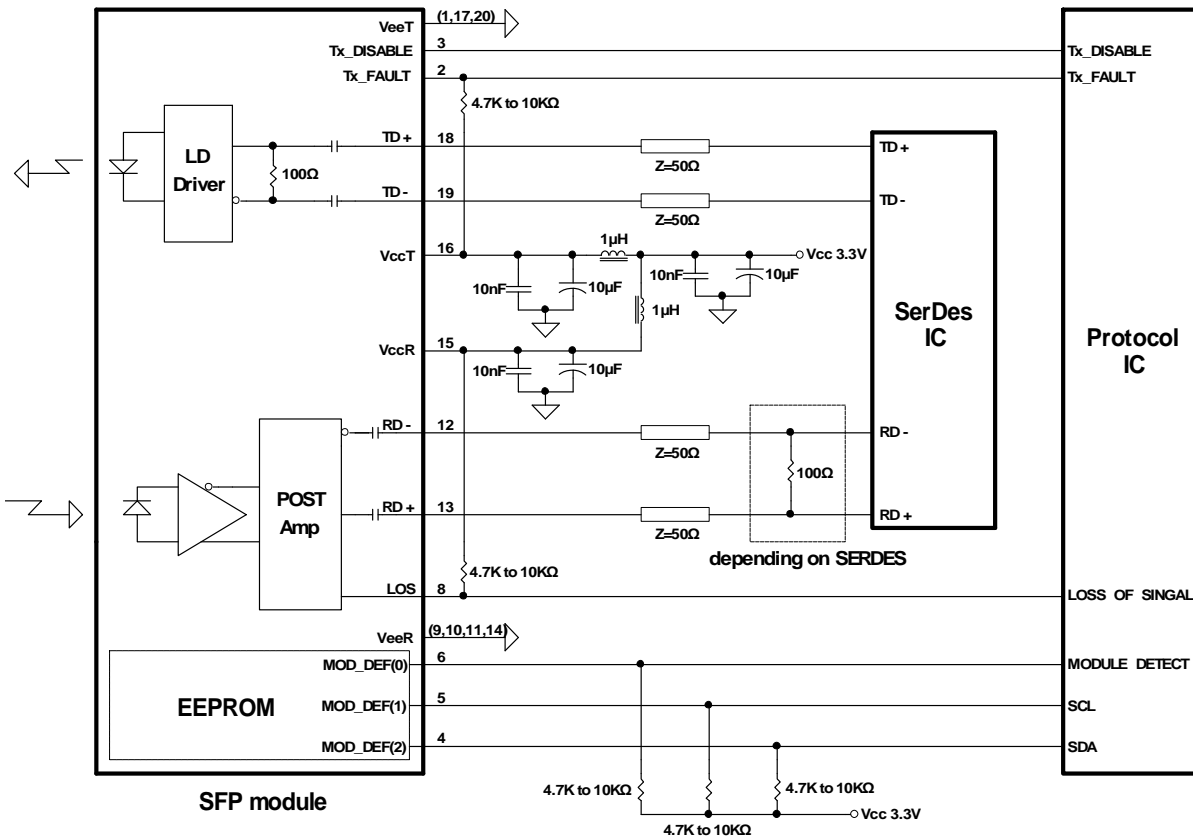 VeeT (1,17,20)
Tx_DISABLE 3 Tx_DISABLE
Tx_FAULT 2 Tx_FAULT
4.7K to 10KΩ
LD
Driver
100Ω
TD+ 18 Z=50Ω TD+
TD- 19 Z=50Ω TD-
VccT 16 1µH Vcc 3.3V
10nF 10µF 10nF 10µF
1µH
VccR 15
10nF 10µF
SerDes
IC
Protocol
IC
RD- 12 Z=50Ω RD-
100Ω
POST
Amp
RD+ 13 Z=50Ω RD+
depending on SERDES
4.7K to 10KΩ
LOS 8 LOSS OF SINGAL
VeeR (9,10,11,14)
MOD_DEF(0) 6 MODULE DETECT
EEPROM
MOD_DEF(1) 5 SCL
MOD_DEF(2) 4 SDA
SFP module
4.7K to 10KΩ 4.7K to 10KΩ
Vcc 3.3V
4.7K to 10KΩ